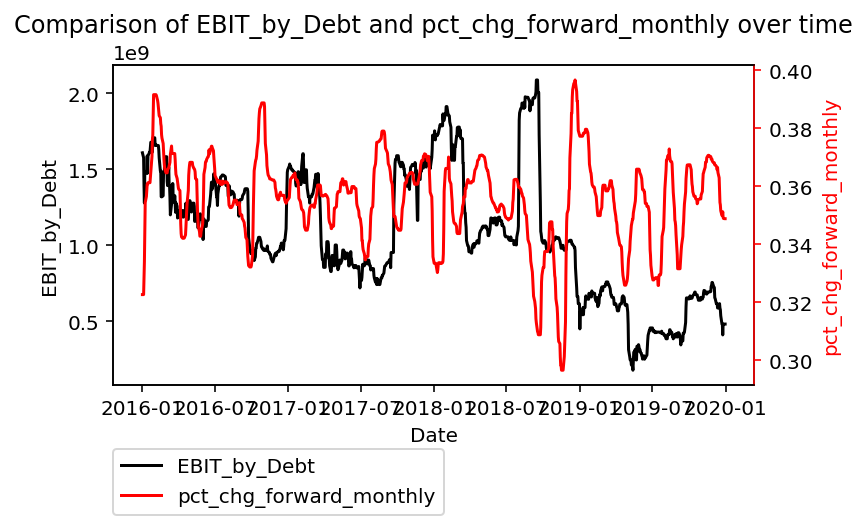 Comparison of EBIT_by_Debt and pct_chg_forward_monthly over time
1e9
2.0
1.5
1.0
0.5
EBIT_by_Debt
0.40
0.38
0.36
0.34
0.32
0.30
pct_chg_forward_monthly
2016-01 2016-07 2017-01 2017-07 2018-01 2018-07 2019-01 2019-07 2020-01
Date
EBIT_by_Debt
pct_chg_forward_monthly